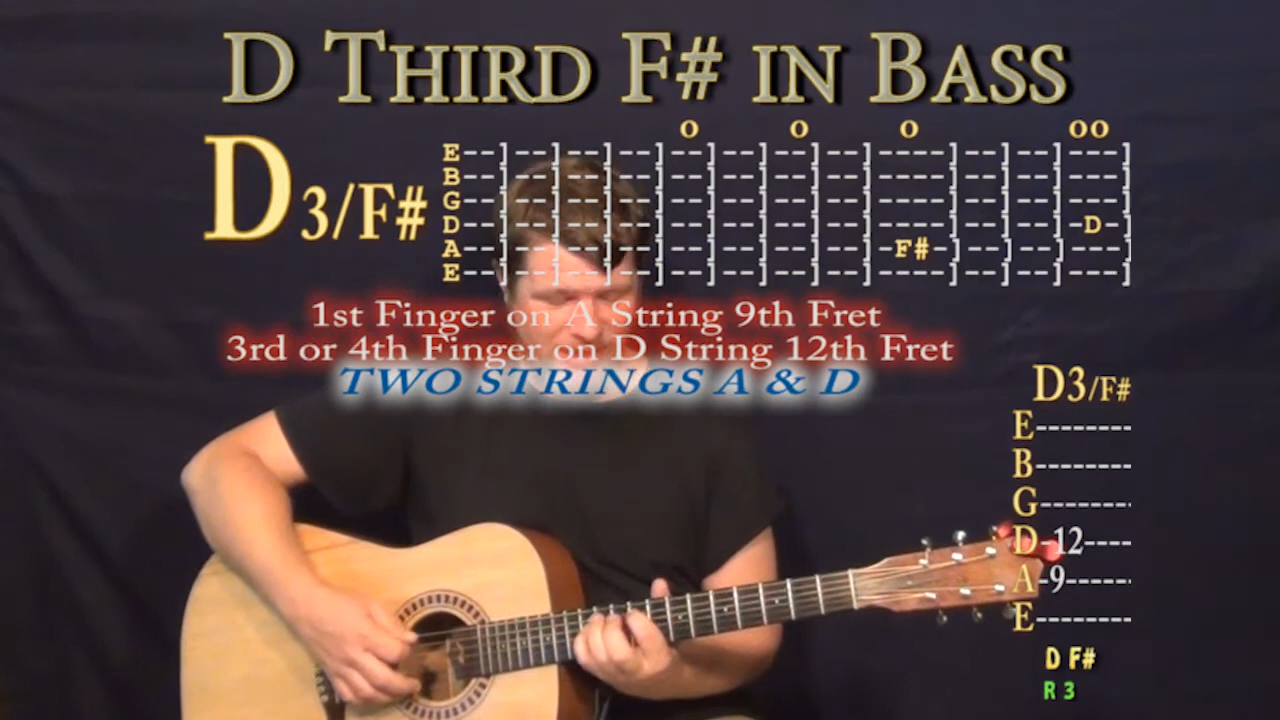 D THIRD F# IN BASS
O O O OO
D3/F#
E--]--]--]--]--]--]--]--]---]--]--]---]
B--]--]--]--]--]--]--]--]---]--]--]---]
G--]--]--]--]--]--]--]--]---]--]--]---]
D--]--]--]--]--]--]--]--]---]--]--]-D-]
A--]--]--]--]--]--]--]--]F#-]--]--]---]
E--]--]--]--]--]--]--]--]---]--]--]---]
1st Finger on A String 9th Fret
3rd or 4th Finger on D String 12th Fret
TWO STRINGS A & D
D3/F#
E--------
B--------
G--------
D-12----
A-9------
E--------
D F#
R 3